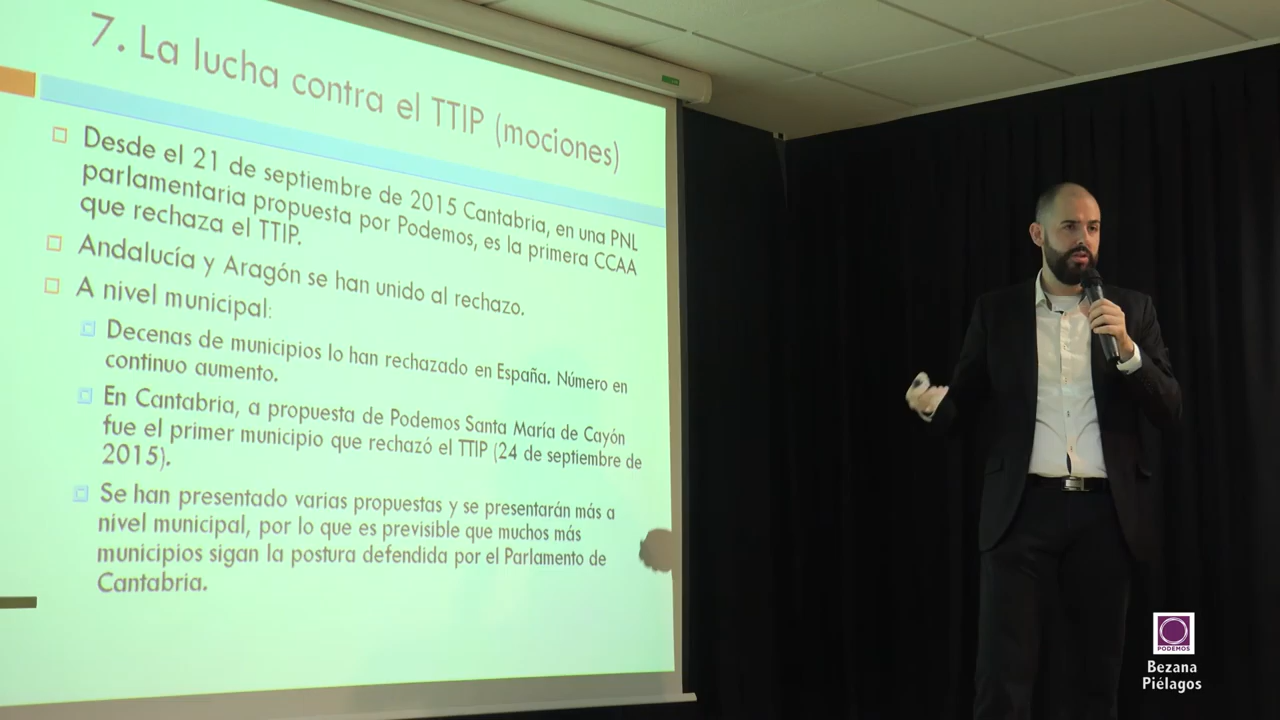 7. La lucha contra el TTIP (mociones)
Desde el 21 de septiembre de 2015 Cantabria, en una PNL
parlamentaria propuesta por Podemos, es la primera CCAA
que rechaza el TTIP.
Andalucía y Aragón se han unido al rechazo.
A nivel municipal:
Decenas de municipios lo han rechazado en España. Número en
continuo aumento.
En Cantabria, a propuesta de Podemos Santa María de Cayón
fue el primer municipio que rechazó el TTIP (24 de septiembre de
2015).
Se han presentado varias propuestas y se presentarán más a
nivel municipal, por lo que es previsible que muchos más
municipios sigan la postura defendida por el Parlamento de
Cantabria.
PODEMOS
Bezana
Piélagos